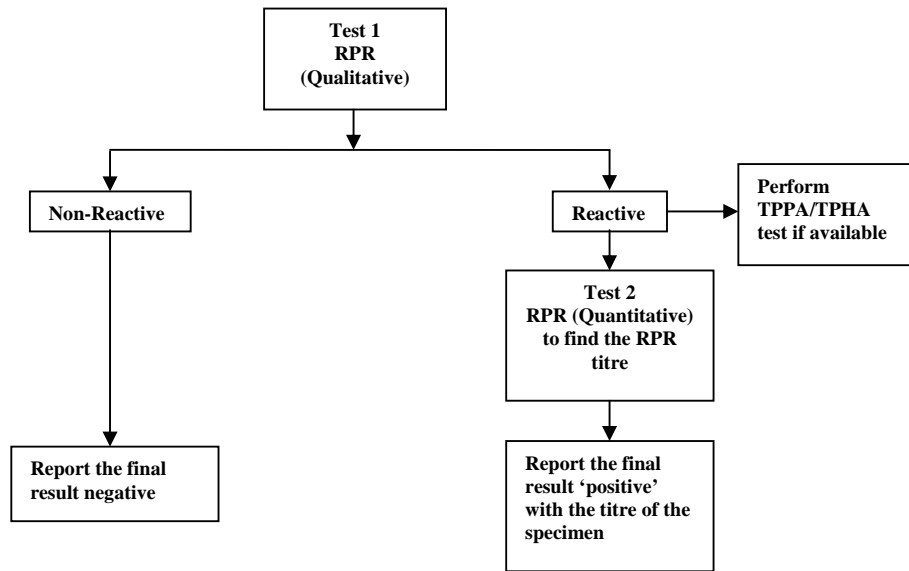 Test 1
RPR
(Qualitative)
Non-Reactive
Reactive
Perform
TPPA/TPHA
test if available
Test 2
RPR (Quantitative)
to find the RPR
titre
Report the final
result negative
Report the final
result ‘positive’
with the titre of the
specimen